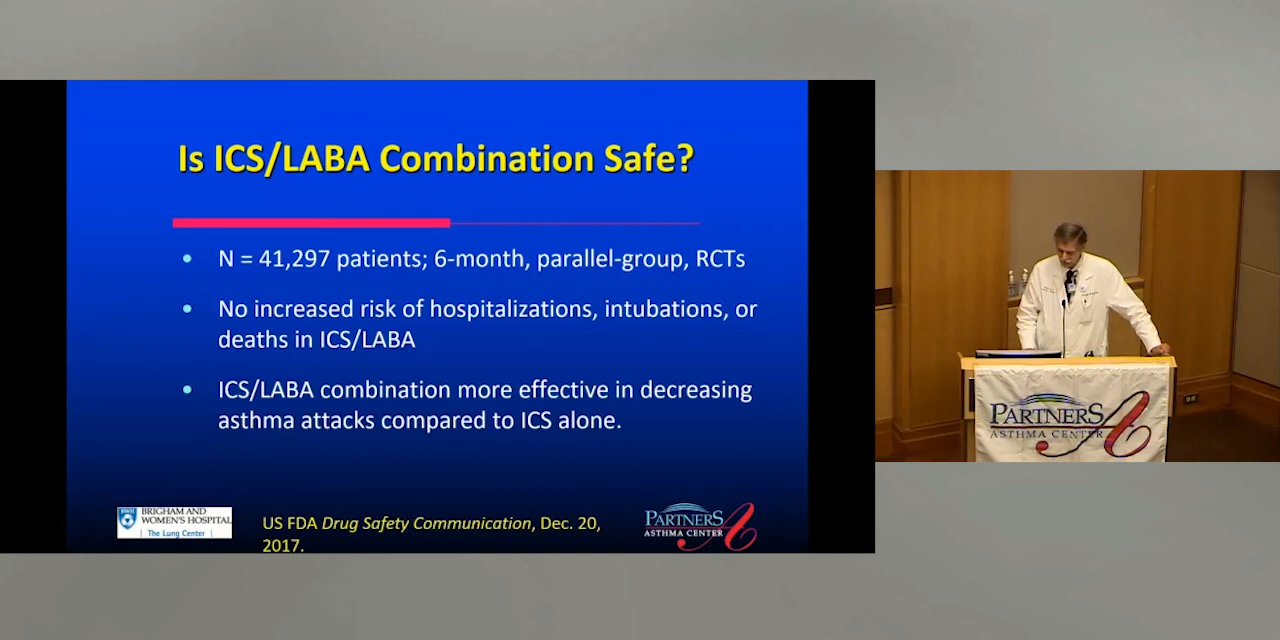 Is ICS/LABA Combination Safe?
• N = 41,297 patients; 6-month, parallel-group, RCTs
• No increased risk of hospitalizations, intubations, or
deaths in ICS/LABA
• ICS/LABA combination more effective in decreasing
asthma attacks compared to ICS alone.
BRIGHAM AND
WOMEN'S HOSPITAL
The Lung Center
US FDA Drug Safety Communication, Dec. 20,
2017.
PARTNERS
ASTHMA CENTER
PARTNERS
ASTHMA CENTER